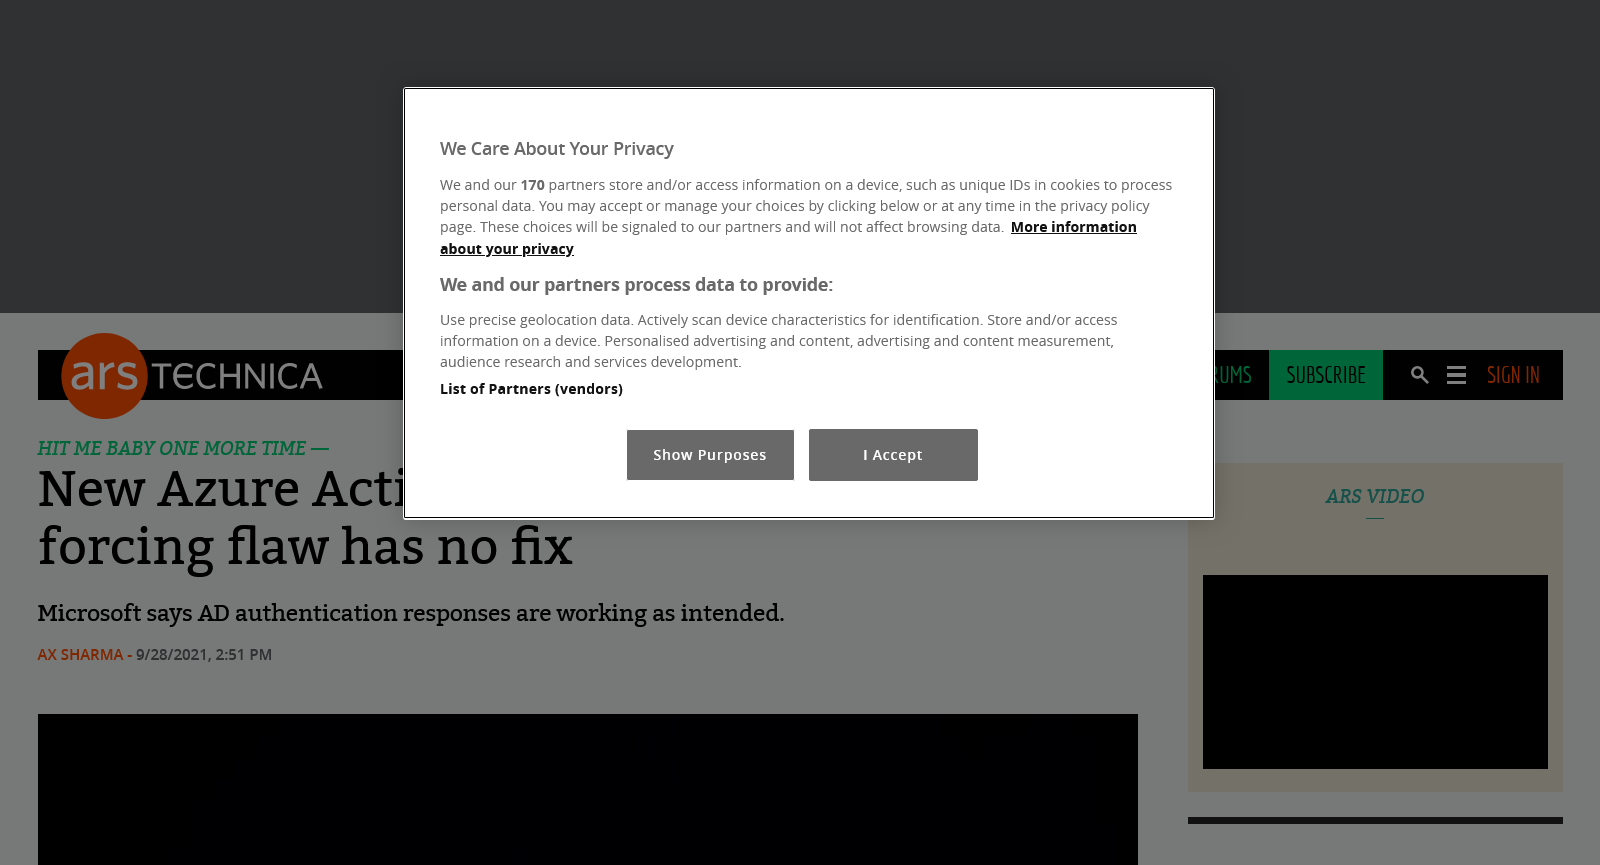 We Care About Your Privacy
We and our 170 partners store and/or access information on a device, such as unique IDs in cookies to process
personal data. You may accept or manage your choices by clicking below or at any time in the privacy policy
page. These choices will be signaled to our partners and will not affect browsing data. More information
about your privacy
We and our partners process data to provide:
Use precise geolocation data. Actively scan device characteristics for identification. Store and/or access
information on a device. Personalised advertising and content, advertising and content measurement,
audience research and services development.
List of Partners (vendors)
Show Purposes I Accept
ars TECHNICA
SUBSCRIBE SIGN IN
HIT ME BABY ONE MORE TIME —
New Azure
forcing flaw has no fix
Microsoft says AD authentication responses are working as intended.
AX SHARMA - 9/28/2021, 2:51 PM
ARS VIDEO